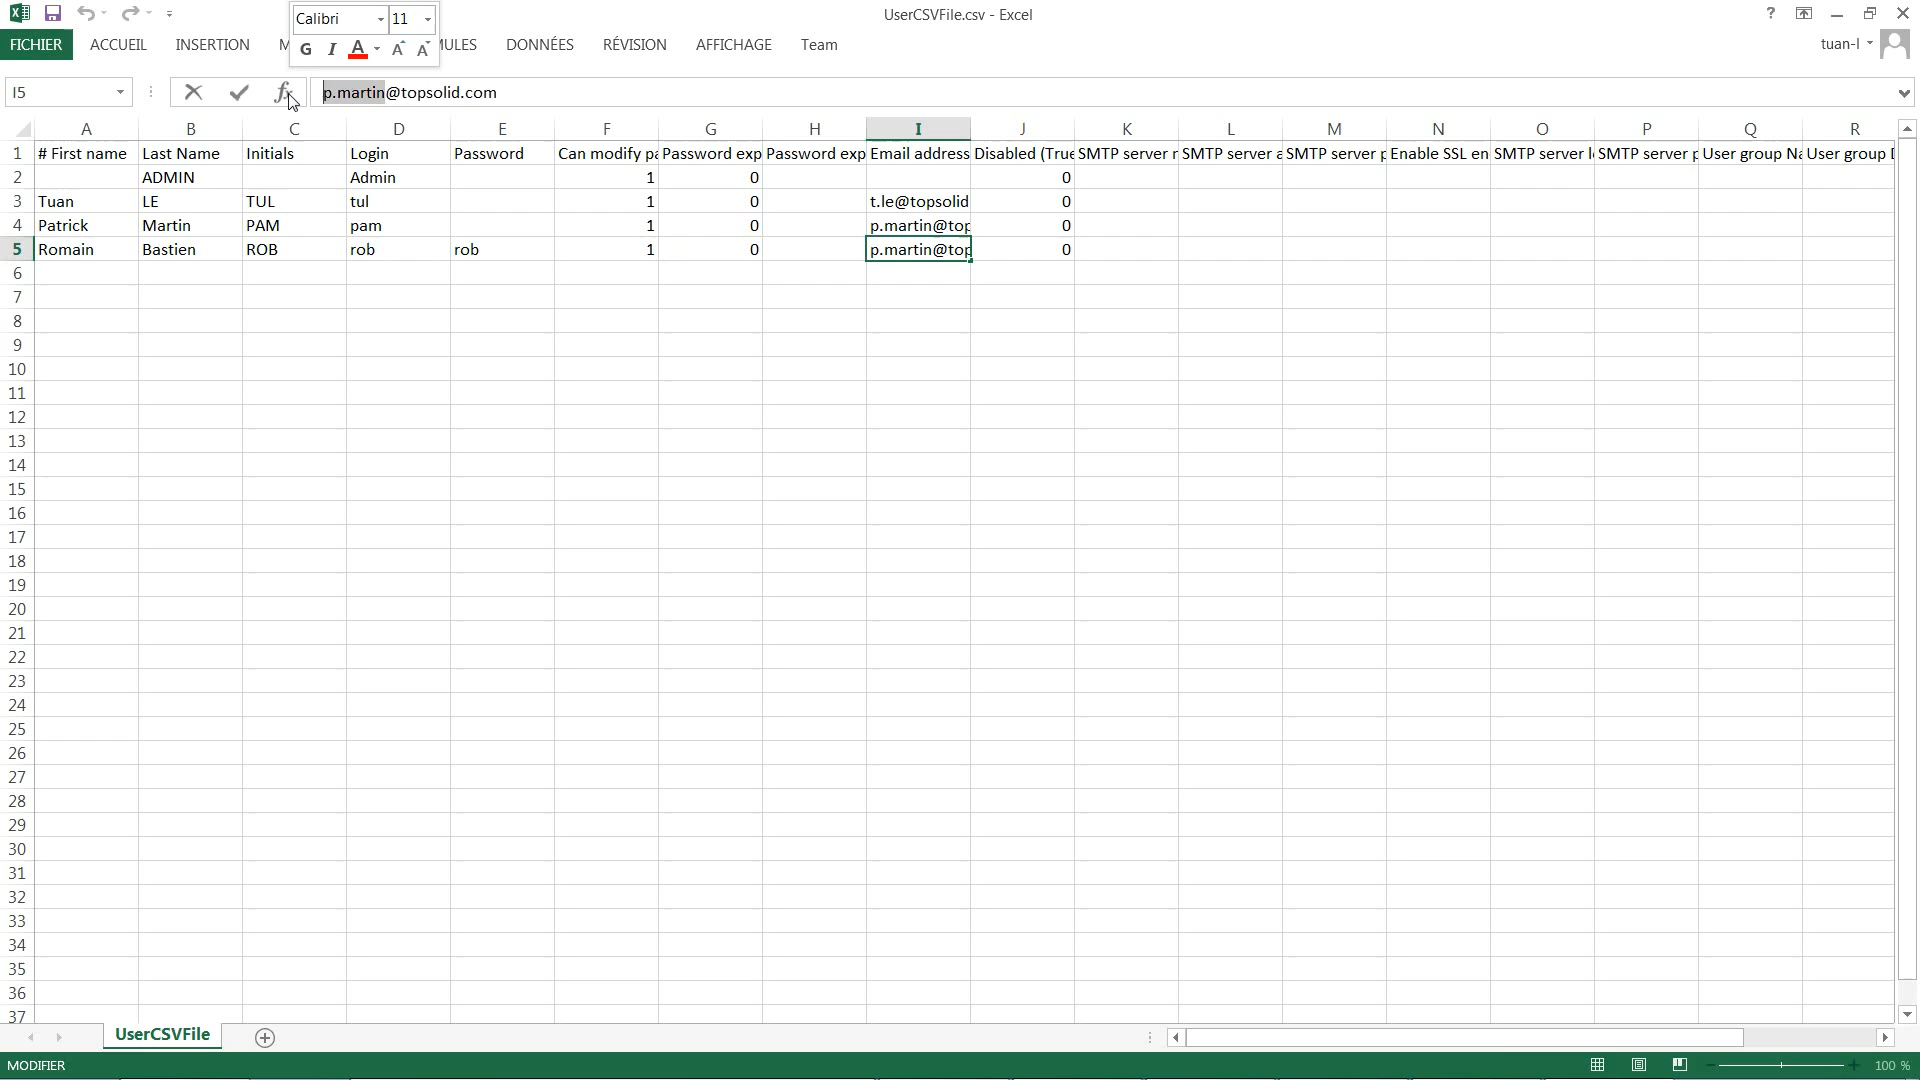 UserCSVFile.csv - Excel
Calibri 11
G I A A A
FICHIER ACCUEIL INSERTION M MULES DONNÉES RÉVISION AFFICHAGE Team
tuan-l
I5 fx p.martin@topsolid.com
A B C D E F G H I J K L M N O P Q R
1 # First name Last Name Initials Login Password Can modify pa Password exp Password exp Email address Disabled (True SMTP server n SMTP server a SMTP server p Enable SSL en SMTP server l SMTP server p User group Na User group D
2 ADMIN Admin 1 0 0
3 Tuan LE TUL tul 1 0 t.le@topsolid 0
4 Patrick Martin PAM pam 1 0 p.martin@top 0
5 Romain Bastien ROB rob rob 1 0 p.martin@top 0
6
7
8
9
10
11
12
13
14
15
16
17
18
19
20
21
22
23
24
25
26
27
28
29
30
31
32
33
34
35
36
37
UserCSVFile
MODIFIER 100 %